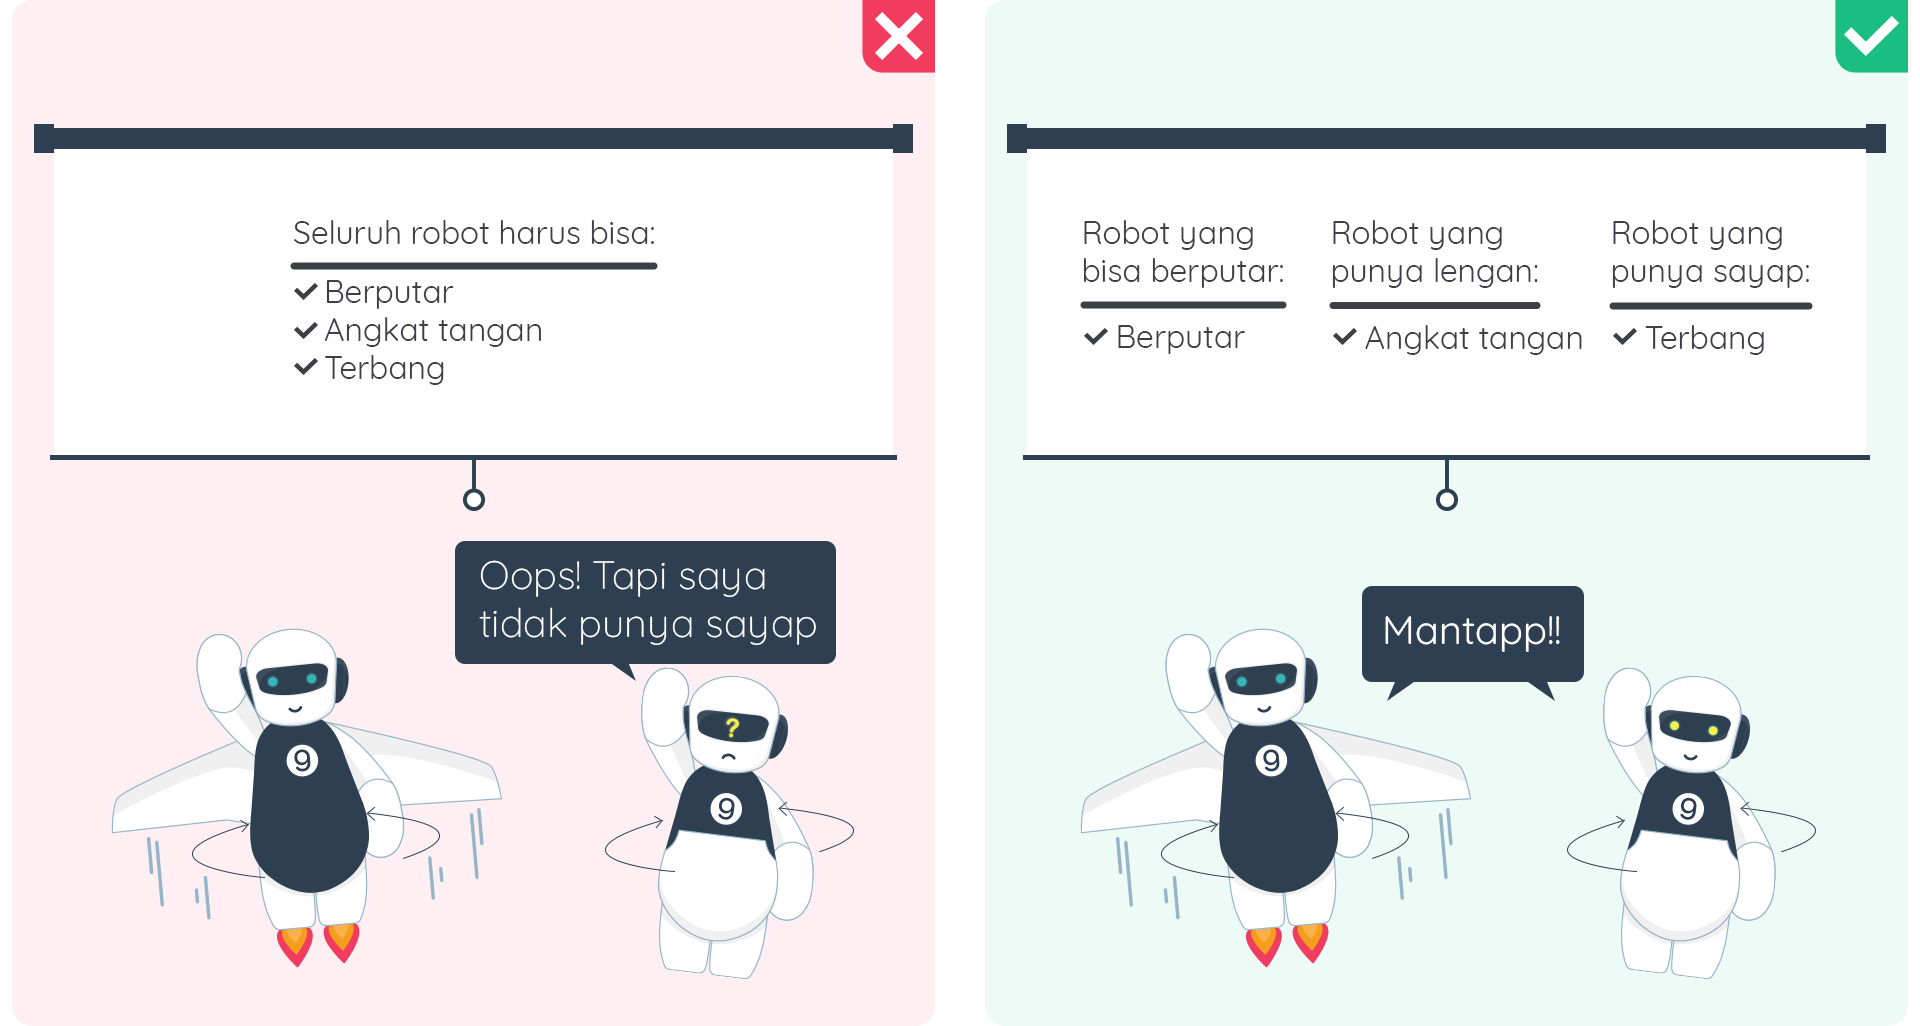 Seluruh robot harus bisa:
Berputar
Angkat tangan
Terbang
Oops! Tapi saya
tidak punya sayap
?
9
9
Robot yang
bisa berputar:
Berputar
Robot yang
punya lengan:
Angkat tangan
Robot yang
punya sayap:
Terbang
Mantapp!!
9
9